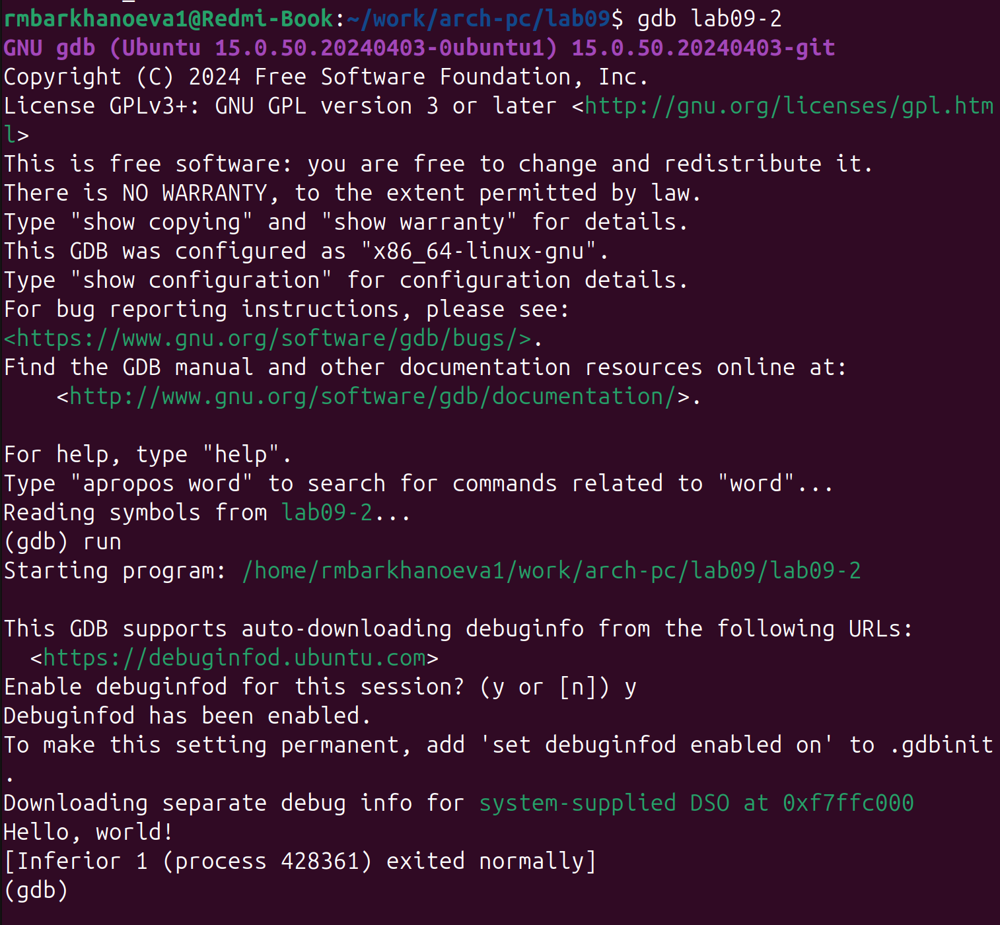 rmbarkhanoeva1@Redmi-Book:~/work/arch-pc/lab09$ gdb lab09-2
GNU gdb (Ubuntu 15.0.50.20240403-0ubuntu1) 15.0.50.20240403-git
Copyright (C) 2024 Free Software Foundation, Inc.
License GPLv3+: GNU GPL version 3 or later <http://gnu.org/licenses/gpl.htm
l>
This is free software: you are free to change and redistribute it.
There is NO WARRANTY, to the extent permitted by law.
Type "show copying" and "show warranty" for details.
This GDB was configured as "x86_64-linux-gnu".
Type "show configuration" for configuration details.
For bug reporting instructions, please see:
<https://www.gnu.org/software/gdb/bugs/>.
Find the GDB manual and other documentation resources online at:
    <http://www.gnu.org/software/gdb/documentation/>.

For help, type "help".
Type "apropos word" to search for commands related to "word"...
Reading symbols from lab09-2...
(gdb) run
Starting program: /home/rmbarkhanoeva1/work/arch-pc/lab09/lab09-2

This GDB supports auto-downloading debuginfo from the following URLs:
  <https://debuginfod.ubuntu.com>
Enable debuginfod for this session? (y or [n]) y
Debuginfod has been enabled.
To make this setting permanent, add 'set debuginfod enabled on' to .gdbinit
.
Downloading separate debug info for system-supplied DSO at 0xf7ffc000
Hello, world!
[Inferior 1 (process 428361) exited normally]
(gdb)